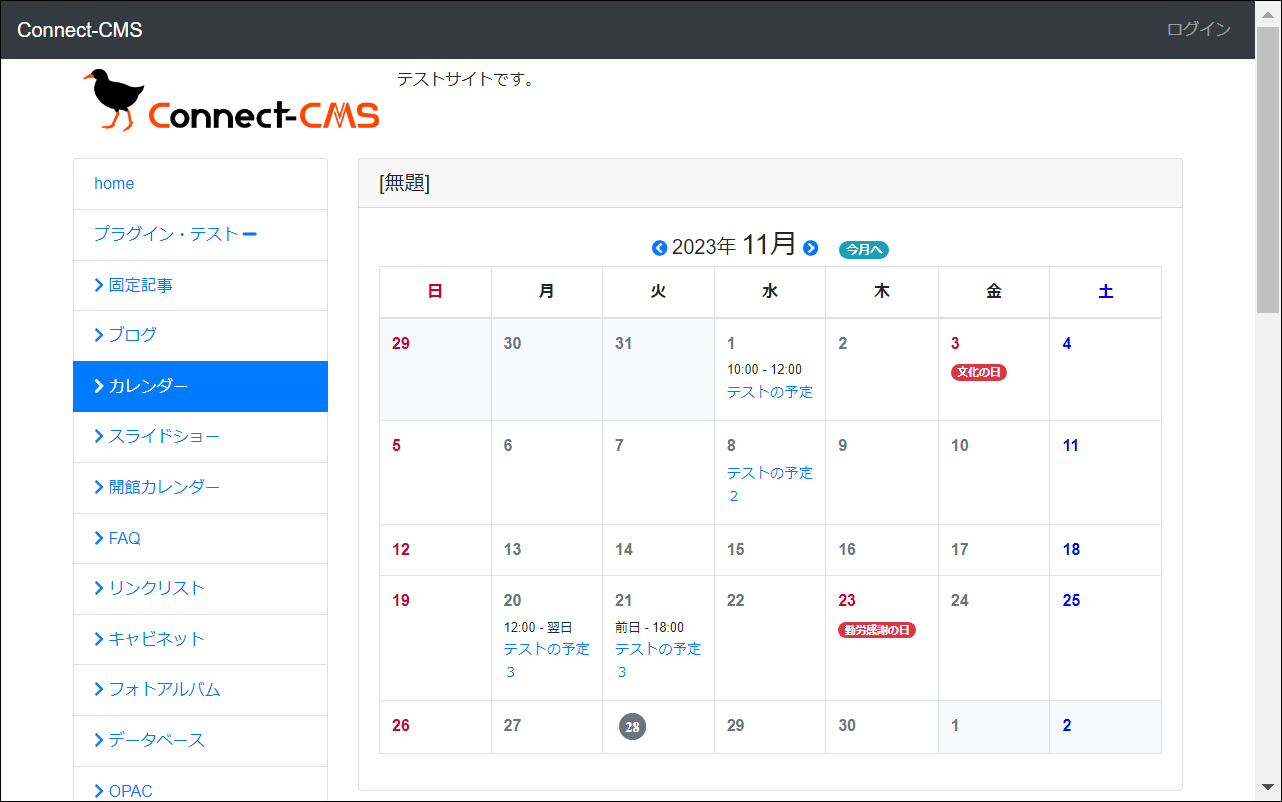 Connect-CMS
ログイン
Connect-CMS
テストサイトです。
home
プラグイン・テスト
固定記事
ブログ
カレンダー
スライドショー
開館カレンダー
FAQ
リンクリスト
キャビネット
フォトアルバム
データベース
OPAC
[無題]
2023年 11月 今月へ
日 月 火 水 木 金 土
29 30 31 1 2 3 4
10:00 - 12:00 文化の日
テストの予定
5 6 7 8 9 10 11
テストの予定
2
12 13 14 15 16 17 18
19 20 21 22 23 24 25
12:00 - 翌日 前日 - 18:00 勤労感謝の日
テストの予定 テストの予定
3 3
26 27 28 29 30 1 2